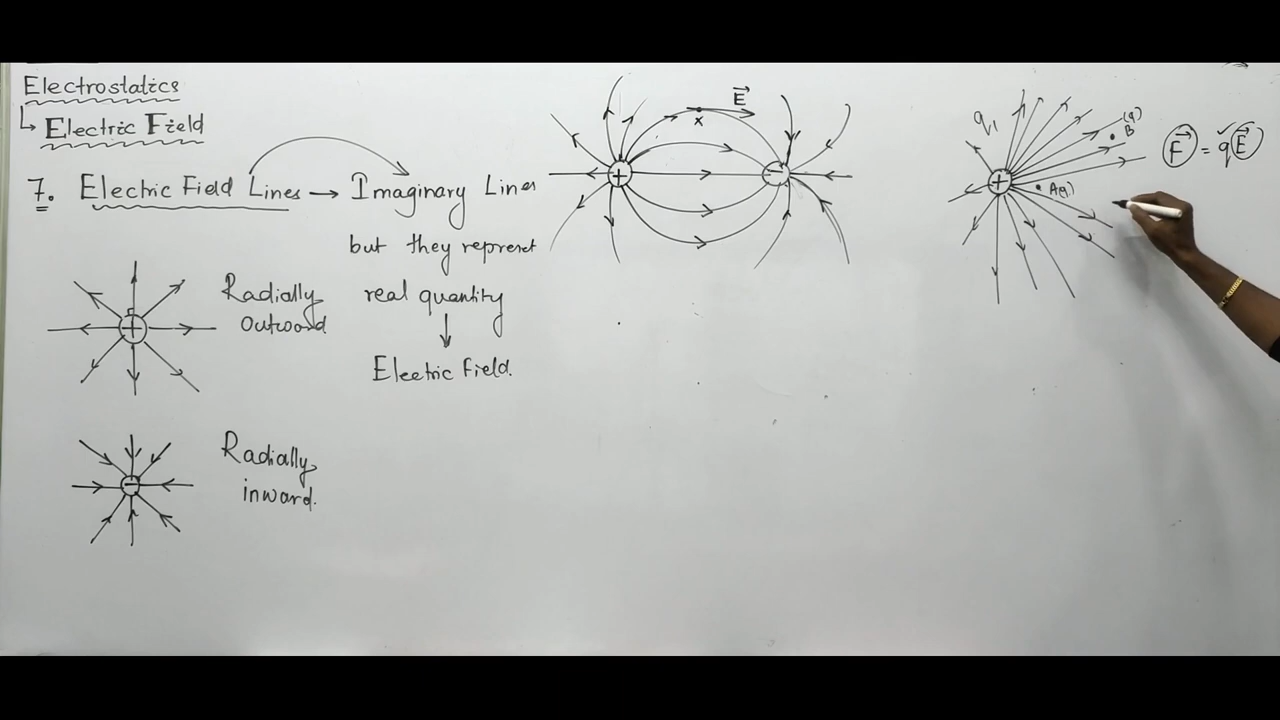 Electrostatics
↳ Electric Field
7. Electric Field Lines → Imaginary Lines
but they represet
real quantity
↓
Electric Field.
Radially
Outward
Radially
inward.
+
-
+
-
x
E⃗
q₁
+
A(q)
(q)
B
F⃗ = qE⃗